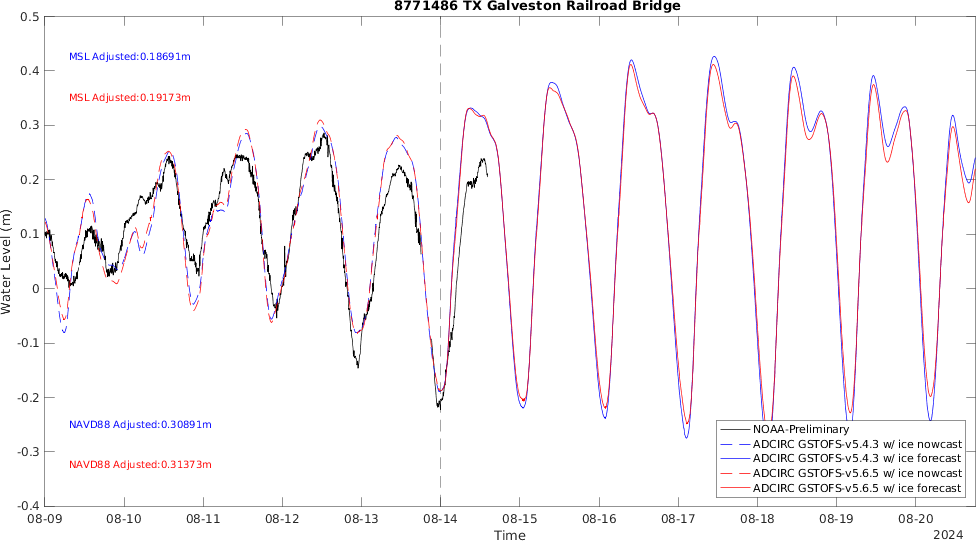 8771486 TX Galveston Railroad Bridge
0.5
0.4
0.3
0.2
0.1
0
-0.1
-0.2
-0.3
-0.4
Water Level (m)
MSL Adjusted:0.18691m
MSL Adjusted:0.19173m
NAVD88 Adjusted:0.30891m
NAVD88 Adjusted:0.31373m
NOAA-Preliminary
ADCIRC GSTOFS-v5.4.3 w/ ice nowcast
ADCIRC GSTOFS-v5.4.3 w/ ice forecast
ADCIRC GSTOFS-v5.6.5 w/ ice nowcast
ADCIRC GSTOFS-v5.6.5 w/ ice forecast
08-09 08-10 08-11 08-12 08-13 08-14 08-15 08-16 08-17 08-18 08-19 08-20
Time
2024